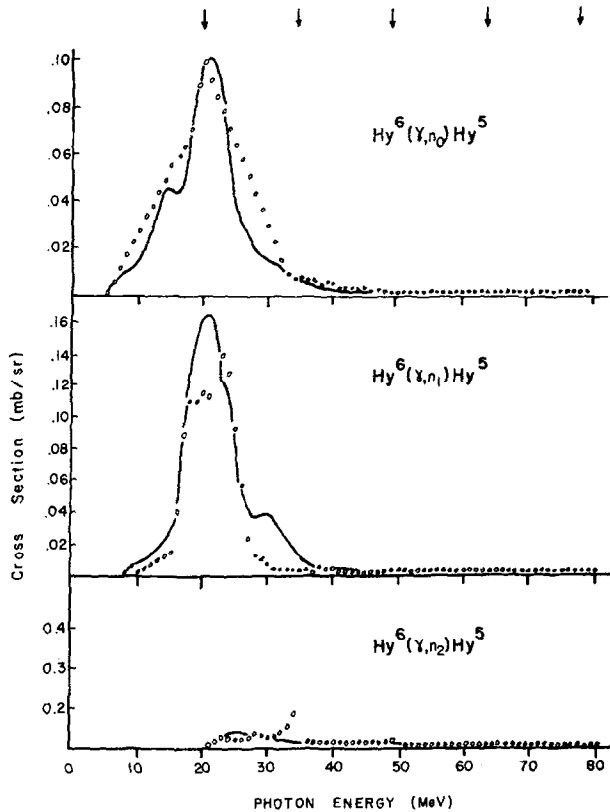 .10
.08
.06
.04
.02
Hy⁶(γ,n₀)Hy⁵
.16
.14
.12
.10
.08
.06
.04
.02
Hy⁶(γ,n₁)Hy⁵
Cross Section (mb/sr)
0.4
0.3
0.2
Hy⁶(γ,n₂)Hy⁵
0 10 20 30 40 50 60 70 80
PHOTON ENERGY (MeV)